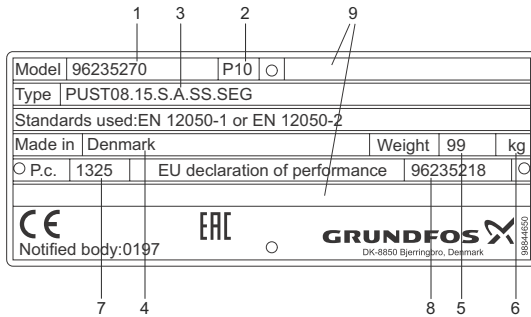 1 3 2 9
Model 96235270 P10
Type PUST08.15.S.A.SS.SEG
Standards used:EN 12050-1 or EN 12050-2
Made in Denmark Weight 99 kg
P.c. 1325 EU declaration of performance 96235218
CE EAC GRUNDFOS
Notified body:0197 DK-8850 Bjerringbro, Denmark
98844650
7 4 8 5 6